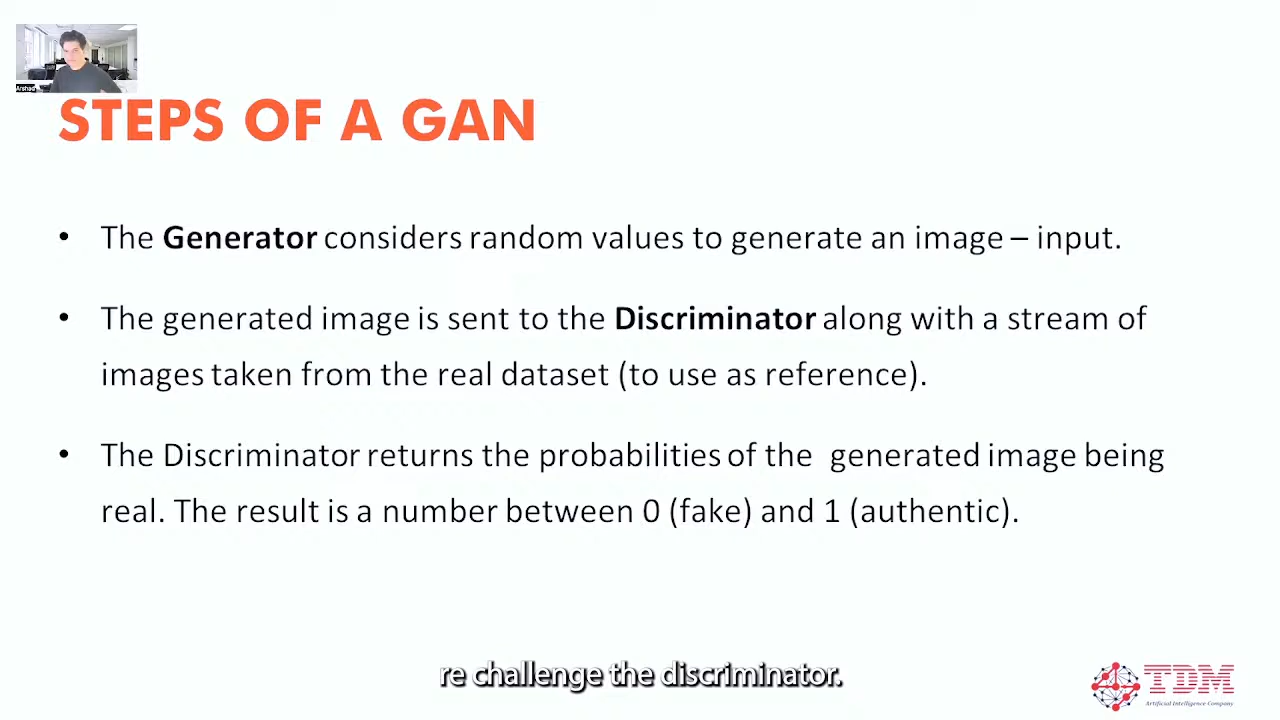 Arshad
STEPS OF A GAN
• The Generator considers random values to generate an image – input.
• The generated image is sent to the Discriminator along with a stream of
images taken from the real dataset (to use as reference).
• The Discriminator returns the probabilities of the generated image being
real. The result is a number between 0 (fake) and 1 (authentic).
re challenge the discriminator.
TDM
Artificial Intelligence Company